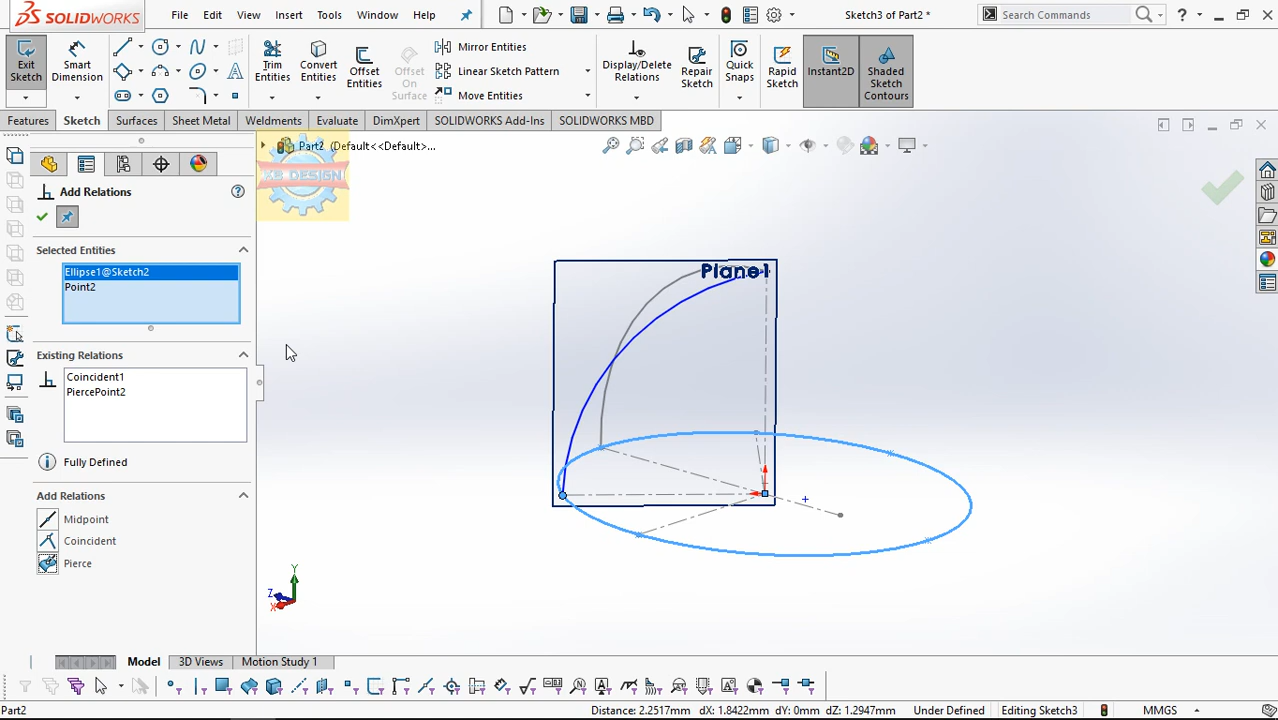 SOLIDWORKS File Edit View Insert Tools Window Help Sketch3 of Part2 * Search Commands ?
Exit Sketch
Smart Dimension
Trim Entities
Convert Entities
Offset Entities
Offset On Surface
Mirror Entities
Linear Sketch Pattern
Move Entities
Display/Delete Relations
Repair Sketch
Quick Snaps
Rapid Sketch
Instant2D
Shaded Sketch Contours
Features Sketch Surfaces Sheet Metal Weldments Evaluate DimXpert SOLIDWORKS Add-Ins SOLIDWORKS MBD
Part2 (Default<<Default>...
DESIGN
Add Relations
Selected Entities
Ellipse1@Sketch2
Point2
Existing Relations
Coincident1
PiercePoint2
Fully Defined
Add Relations
Midpoint
Coincident
Pierce
Plane1
Y
Z
X
Model 3D Views Motion Study 1
Part2 Distance: 2.2517mm dX: 1.8422mm dY: 0mm dZ: 1.2947mm Under Defined Editing Sketch3 MMGS